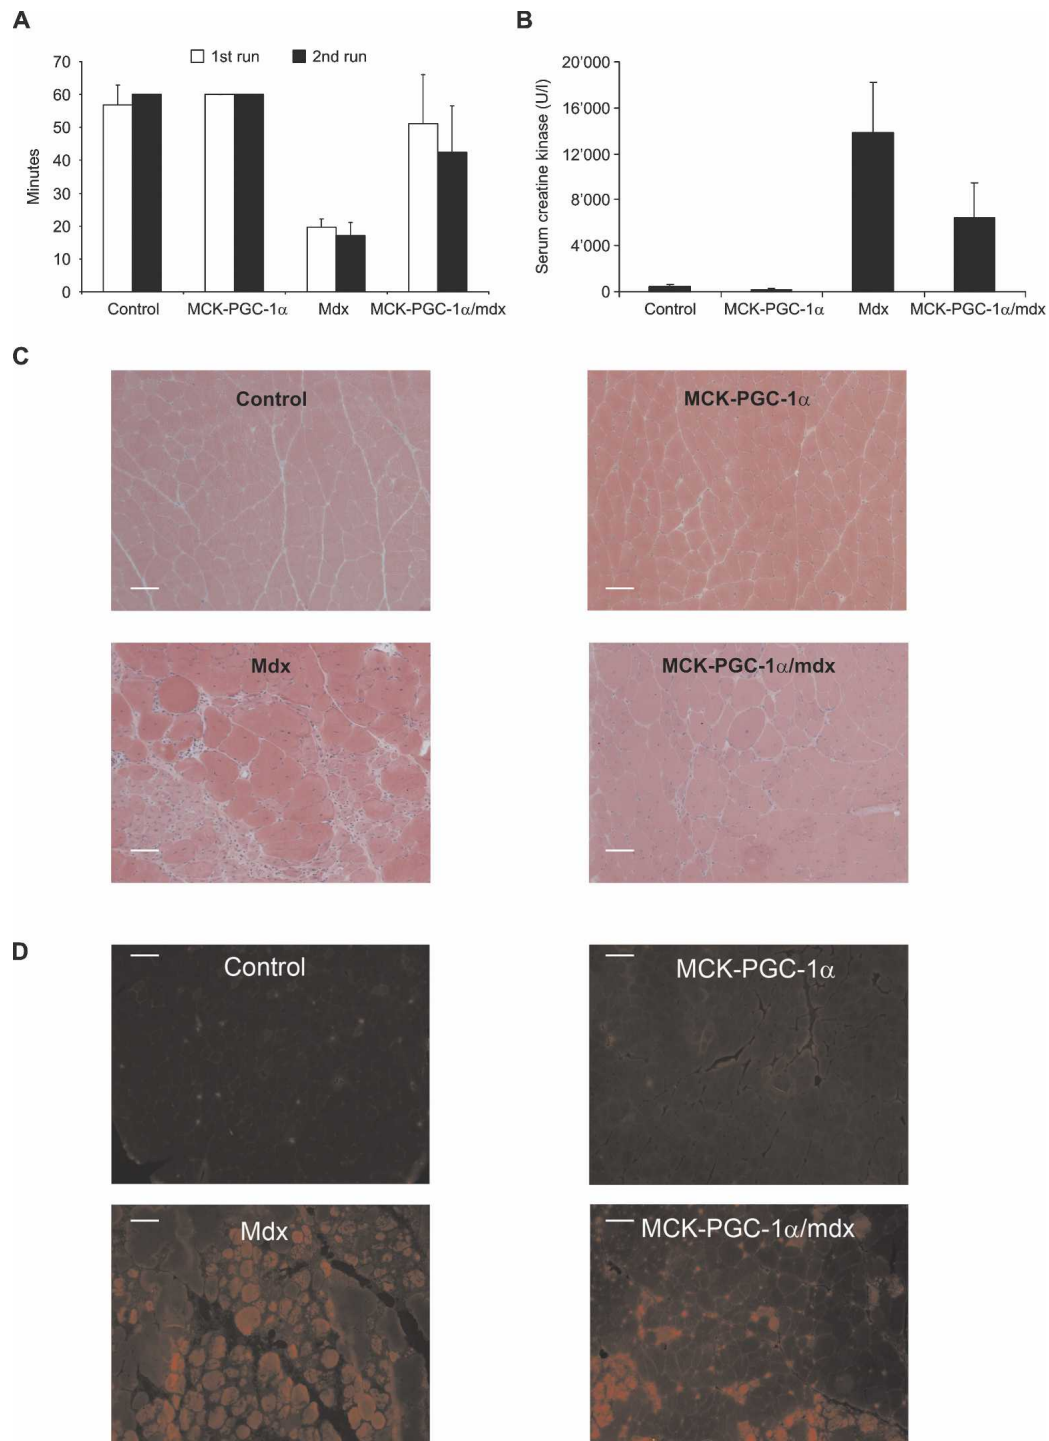 A
B
1st run
2nd run
Minutes
70
60
50
40
30
20
10
0
Control
MCK-PGC-1α
Mdx
MCK-PGC-1α/mdx
Serum creatine kinase (U/l)
20'000
16'000
12'000
8'000
4'000
0
Control
MCK-PGC-1α
Mdx
MCK-PGC-1α/mdx
C
Control
MCK-PGC-1α
Mdx
MCK-PGC-1α/mdx
D
Control
MCK-PGC-1α
Mdx
MCK-PGC-1α/mdx